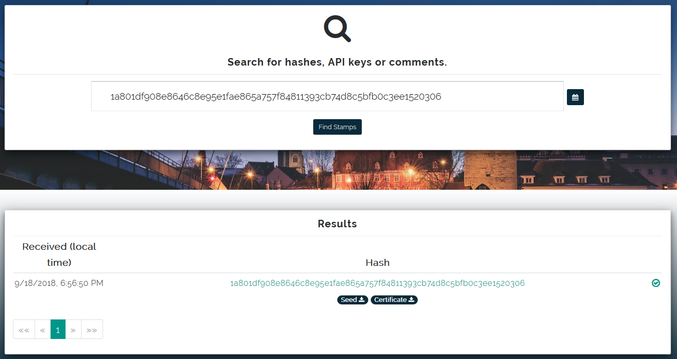 Search for hashes, API keys or comments.
1a801df908e8646c8e95e1fae865a757f84811393cb74d8c5bfb0c3ee1520306
Find Stamps
Results
Received (local
time)
Hash
9/18/2018, 6:56:50 PM
1a801df908e8646c8e95e1fae865a757f84811393cb74d8c5bfb0c3ee1520306
Seed
Certificate
«« « 1 » »»